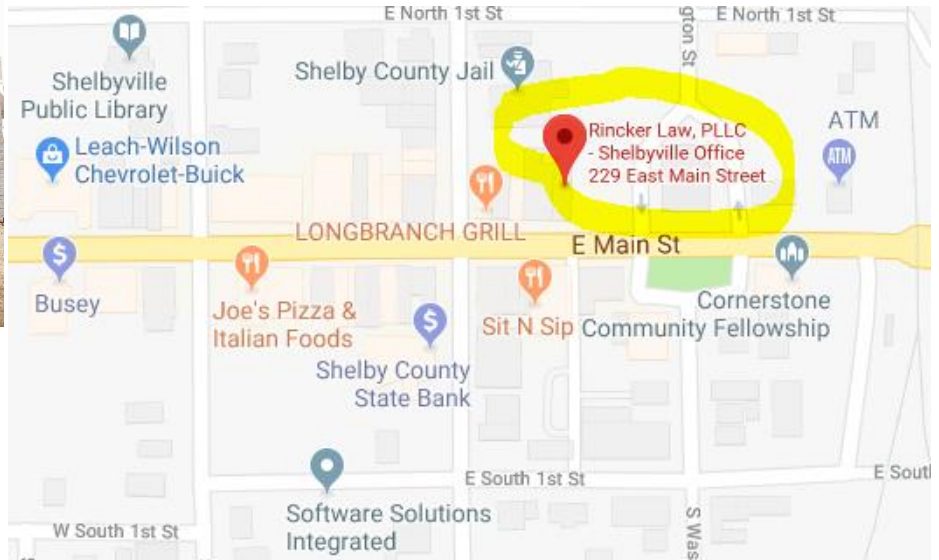 E North 1st St
gton St
E North 1st St
Shelbyville
Public Library
Shelby County Jail
Leach-Wilson
Chevrolet-Buick
Rincker Law, PLLC
- Shelbyville Office
229 East Main Street
ATM
ATM
LONGBRANCH GRILL
E Main St
Busey
Joe's Pizza &
Italian Foods
Sit N Sip
Cornerstone
Community Fellowship
Shelby County
State Bank
E South 1st St
E Sout
Software Solutions
Integrated
W South 1st St
S Was